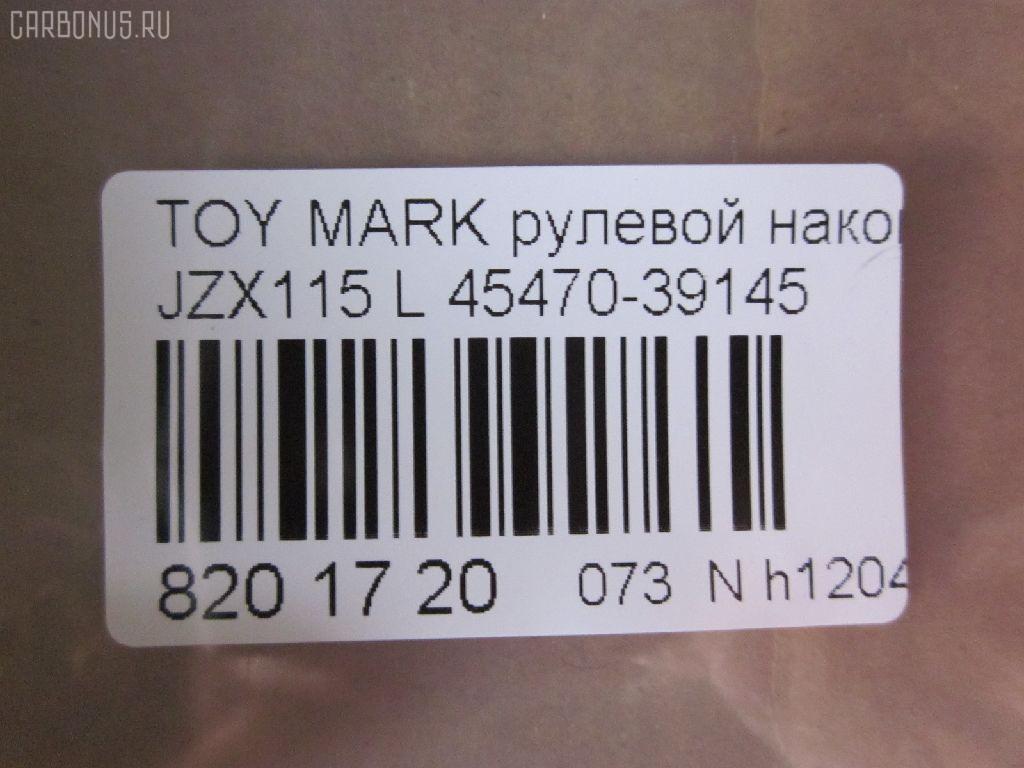 CARBONUS.RU
TOY MARK рулевой нако
JZX115 L 45470-39145
820 17 20 073 N h1204